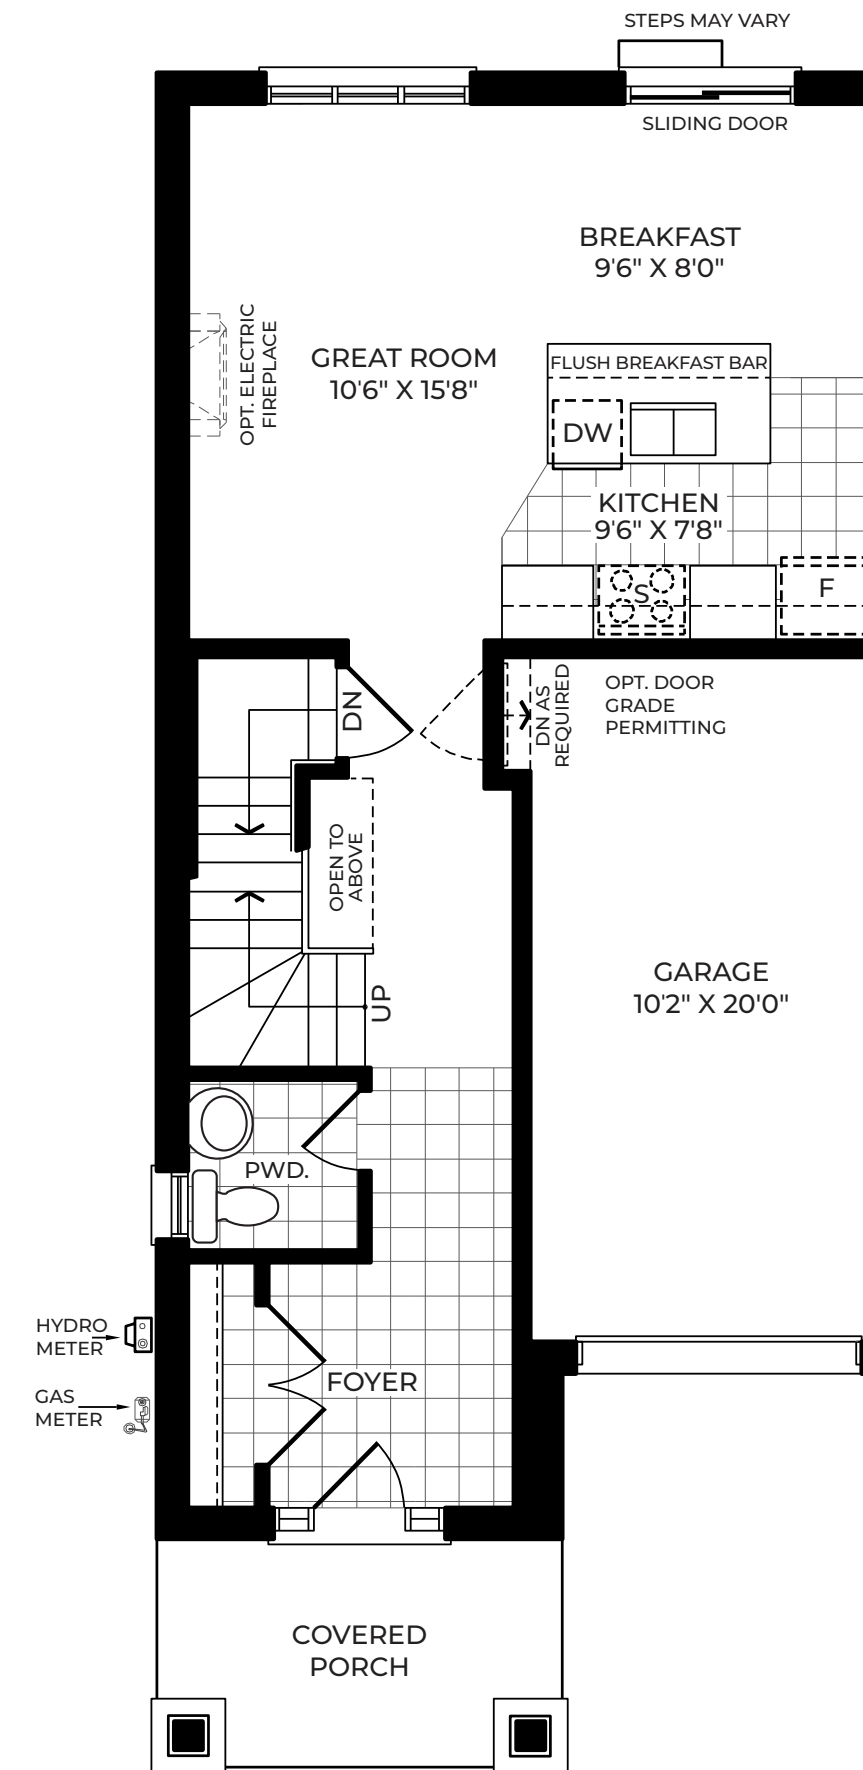 STEPS MAY VARY
SLIDING DOOR
BREAKFAST
9'6" X 8'0"
OPT. ELECTRIC
FIREPLACE
GREAT ROOM
10'6" X 15'8"
FLUSH BREAKFAST BAR
DW
KITCHEN
9'6" X 7'8"
S
F
DN
DN AS
REQUIRED
OPT. DOOR
GRADE
PERMITTING
OPEN TO
ABOVE
UP
GARAGE
10'2" X 20'0"
PWD.
HYDRO
METER
GAS
METER
FOYER
COVERED
PORCH